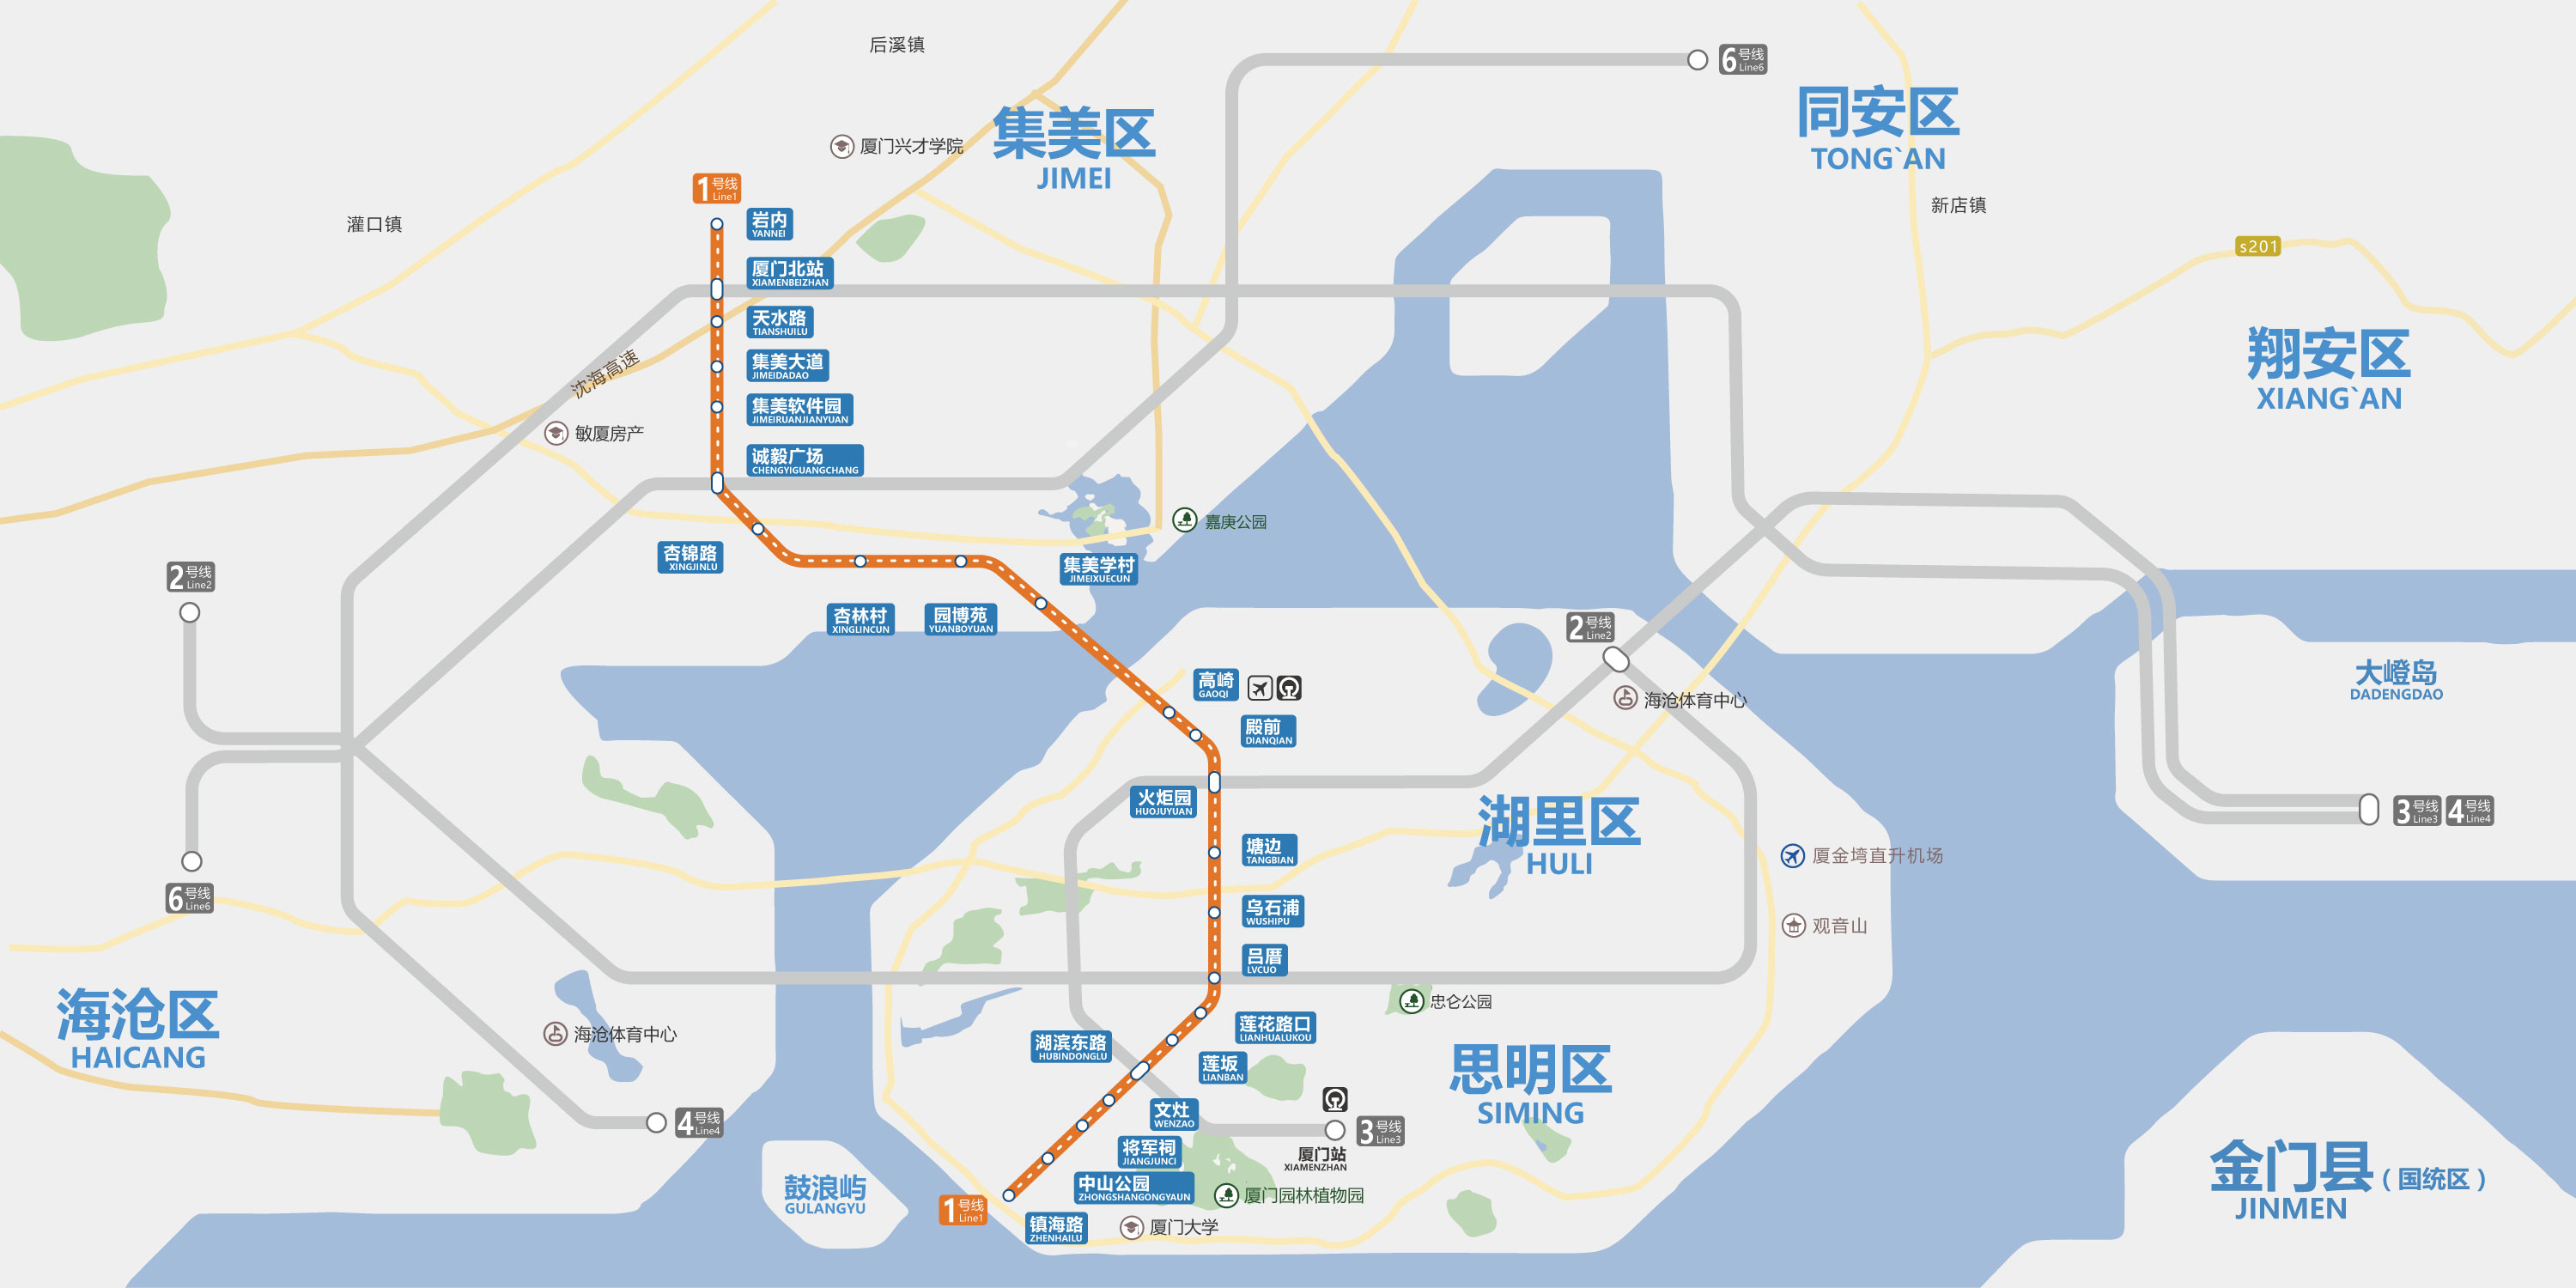 后溪镇
6号线
Line6
同安区
TONG`AN
集美区
JIMEI
厦门兴才学院
1号线
Line1
岩内
YANNEI
灌口镇
新店镇
s201
厦门北站
XIAMENBEIZHAN
天水路
TIANSHUILU
集美大道
JIMEIDADAO
沈海高速
翔安区
XIANG`AN
集美软件园
JIMEIRUANJIANYUAN
敏厦房产
诚毅广场
CHENGYIGUANGCHANG
嘉庚公园
杏锦路
XINGJINLU
集美学村
JIMEIXUECUN
2号线
Line2
杏林村
XINGLINCUN
园博苑
YUANBOYUAN
2号线
Line2
高崎
GAOQI
海沧体育中心
大嶝岛
DADENGDAO
殿前
DIANQIAN
火炬园
HUOJUYUAN
湖里区
HULI
3号线
Line3
4号线
Line4
塘边
TANGBIAN
厦金湾直升机场
6号线
Line6
乌石浦
WUSHIPU
观音山
吕厝
LVCUO
海沧区
HAICANG
忠仑公园
海沧体育中心
湖滨东路
HUBINDONGLU
莲花路口
LIANHUALUKOU
莲坂
LIANBAN
思明区
SIMING
4号线
Line4
文灶
WENZAO
3号线
Line3
将军祠
JIANGJUNCI
厦门站
XIAMENZHAN
鼓浪屿
GULANGYU
中山公园
ZHONGSHANGONGYAUN
厦门园林植物园
金门县（国统区）
JINMEN
1号线
Line1
镇海路
ZHENHAILU
厦门大学